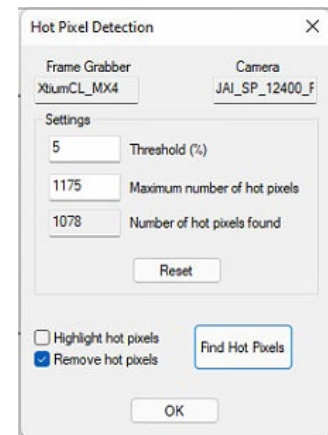 Hot Pixel Detection
Frame Grabber Camera
XtiumCL_MX4 JAI_SP_12400_F
Settings
5 Threshold (%)
1175 Maximum number of hot pixels
1078 Number of hot pixels found
Reset
Highlight hot pixels
Remove hot pixels
Find Hot Pixels
OK